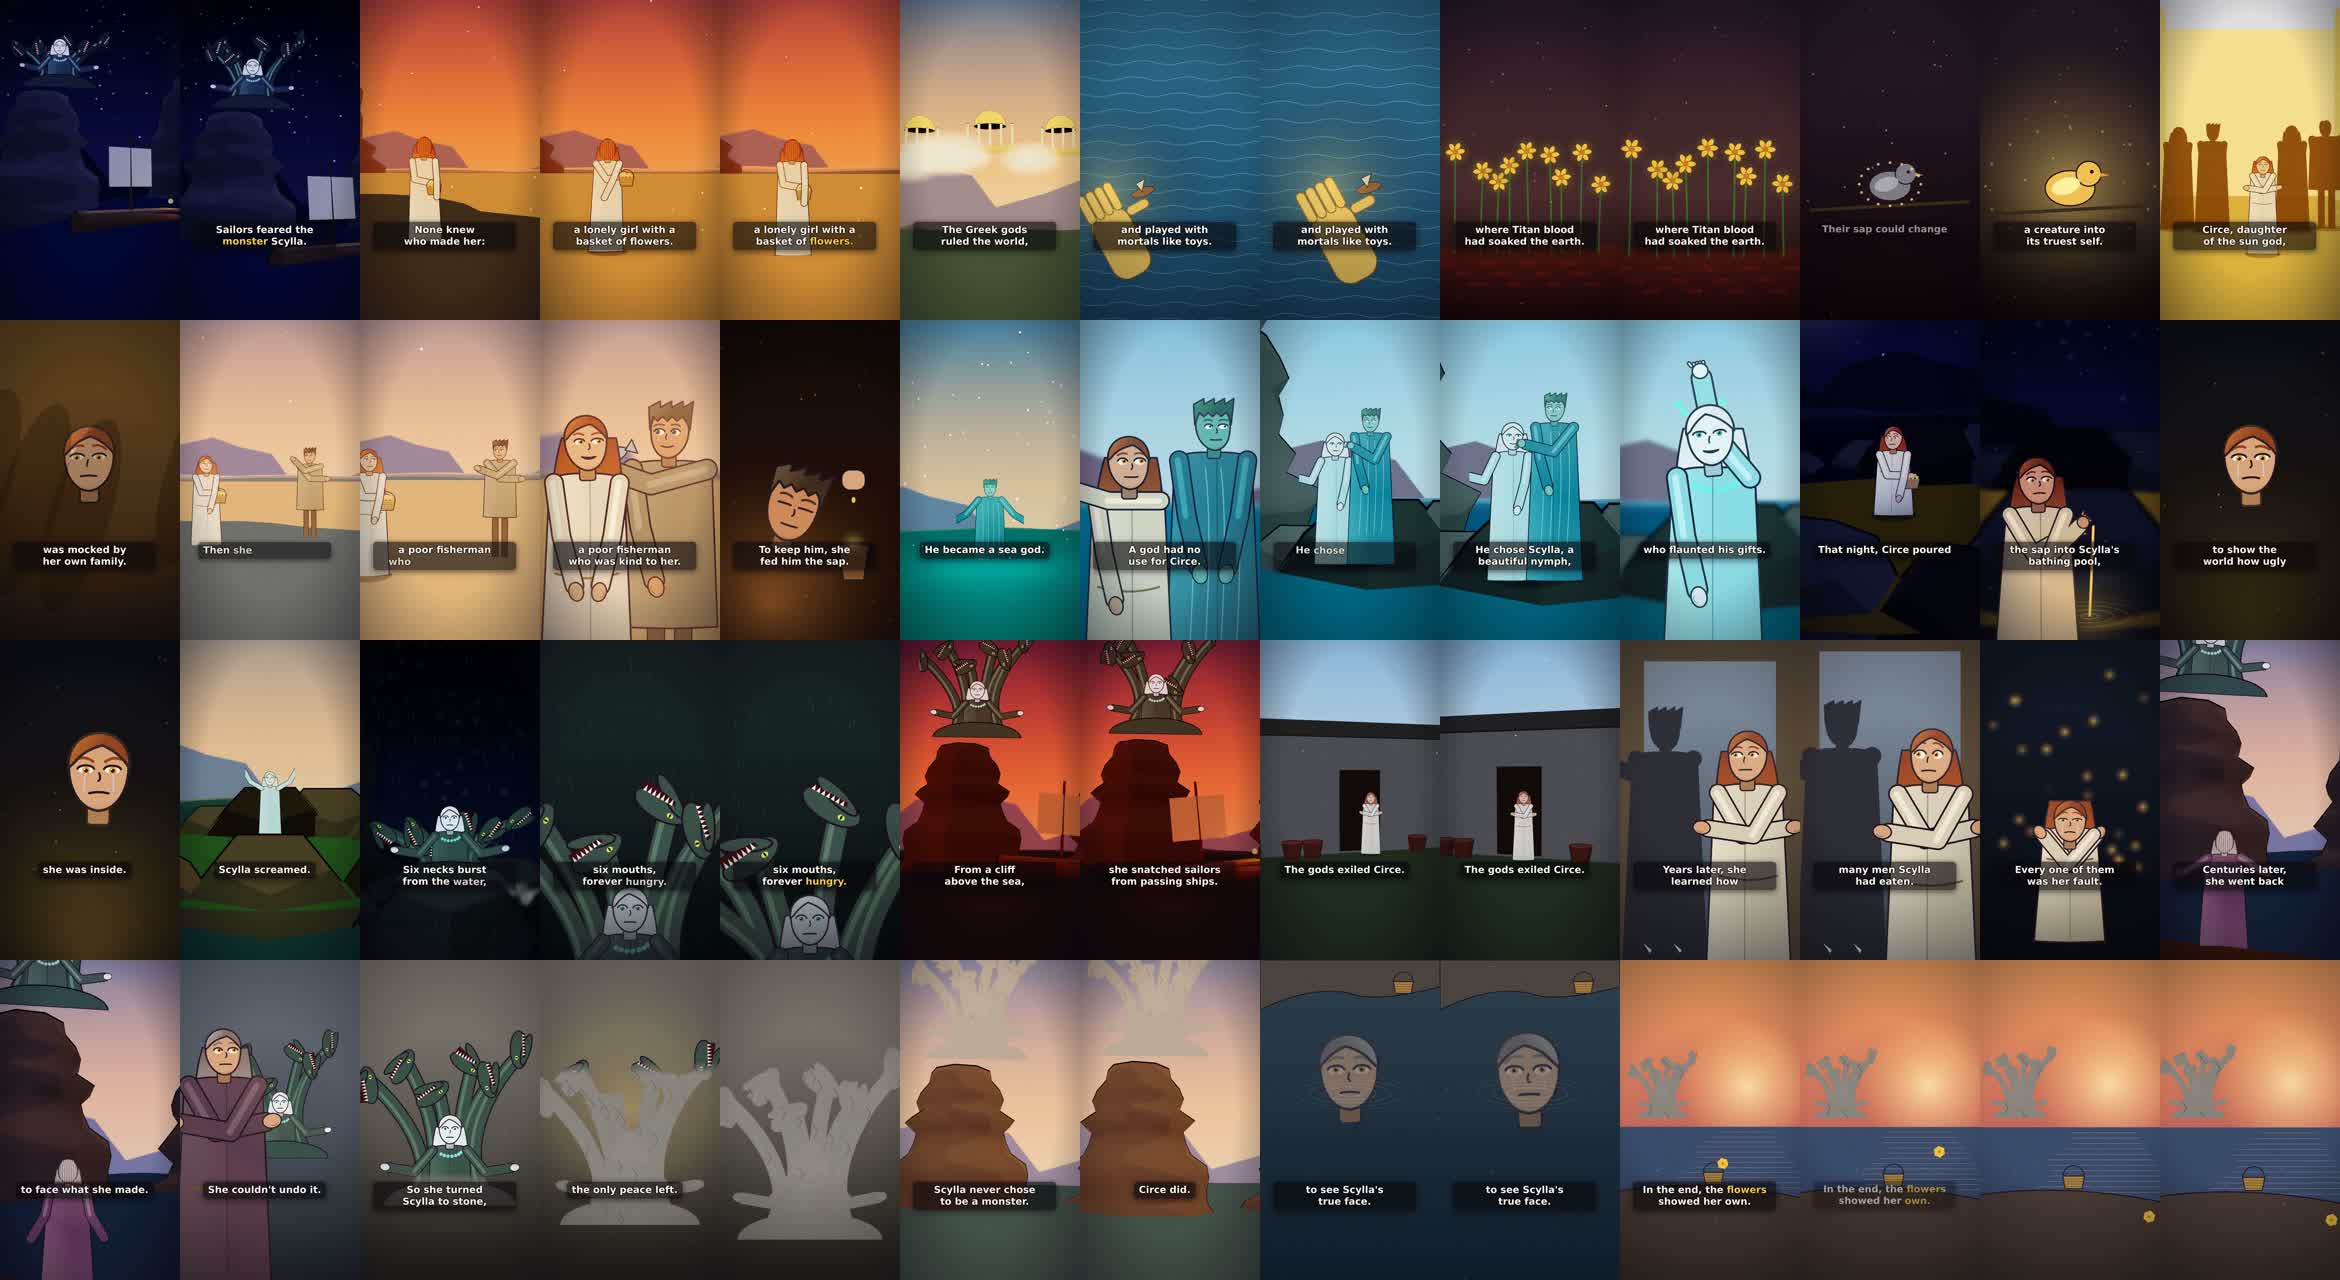 Sailors feared the
monster Scylla.
None knew
who made her:
a lonely girl with a
basket of flowers.
a lonely girl with a
basket of flowers.
The Greek gods
ruled the world,
and played with
mortals like toys.
and played with
mortals like toys.
where Titan blood
had soaked the earth.
where Titan blood
had soaked the earth.
Their sap could change
a creature into
its truest self.
Circe, daughter
of the sun god,
was mocked by
her own family.
Then she
a poor fisherman
who
a poor fisherman
who was kind to her.
To keep him, she
fed him the sap.
He became a sea god.
A god had no
use for Circe.
He chose
He chose Scylla, a
beautiful nymph,
who flaunted his gifts.
That night, Circe poured
the sap into Scylla's
bathing pool,
to show the
world how ugly
she was inside.
Scylla screamed.
Six necks burst
from the water,
six mouths,
forever hungry.
six mouths,
forever hungry.
From a cliff
above the sea,
she snatched sailors
from passing ships.
The gods exiled Circe.
The gods exiled Circe.
Years later, she
learned how
many men Scylla
had eaten.
Every one of them
was her fault.
Centuries later,
she went back
to face what she made.
She couldn't undo it.
So she turned
Scylla to stone,
the only peace left.
Scylla never chose
to be a monster.
Circe did.
to see Scylla's
true face.
to see Scylla's
true face.
In the end, the flowers
showed her own.
In the end, the flowers
showed her own.